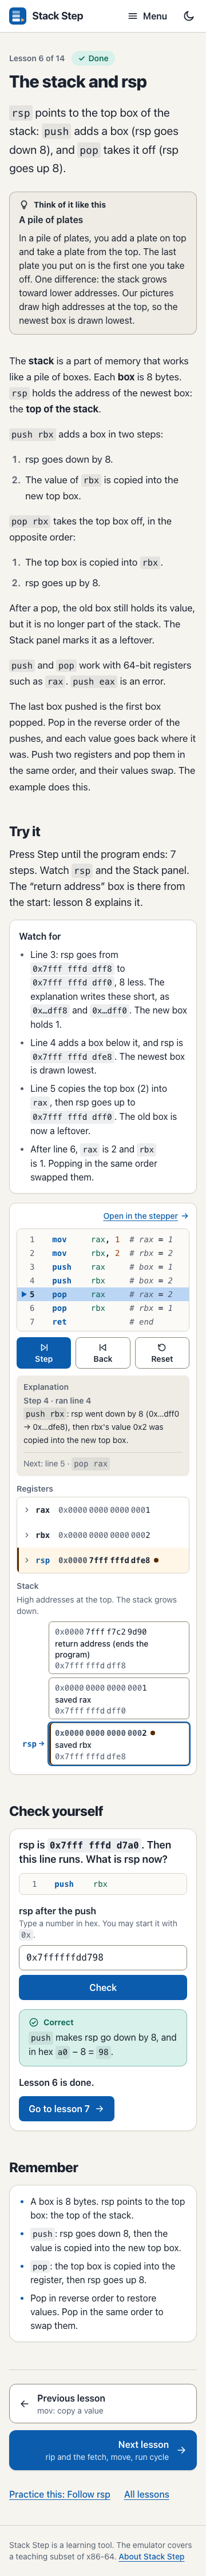 Stack Step
Menu
Lesson 6 of 14
✓ Done
The stack and rsp
rsp points to the top box of the
stack: push adds a box (rsp goes
down 8), and pop takes it off (rsp
goes up 8).
Think of it like this
A pile of plates
In a pile of plates, you add a plate on top
and take a plate from the top. The last
plate you put on is the first one you take
off. One difference: the stack grows
toward lower addresses. Our pictures
draw high addresses at the top, so the
newest box is drawn lowest.
The stack is a part of memory that works
like a pile of boxes. Each box is 8 bytes.
rsp holds the address of the newest box:
the top of the stack.
push rbx adds a box in two steps:
1. rsp goes down by 8.
2. The value of rbx is copied into the
new top box.
pop rbx takes the top box off, in the
opposite order:
1. The top box is copied into rbx.
2. rsp goes up by 8.
After a pop, the old box still holds its value,
but it is no longer part of the stack. The
Stack panel marks it as a leftover.
push and pop work with 64-bit registers
such as rax. push eax is an error.
The last box pushed is the first box
popped. Pop in the reverse order of the
pushes, and each value goes back where it
was. Push two registers and pop them in
the same order, and their values swap. The
example does this.
Try it
Press Step until the program ends: 7
steps. Watch rsp and the Stack panel.
The “return address” box is there from
the start: lesson 8 explains it.
Watch for
• Line 3: rsp goes from
0x7fff fffd dff8 to
0x7fff fffd dff0, 8 less. The
explanation writes these short, as
0x…dff8 and 0x…dff0. The new box
holds 1.
• Line 4 adds a box below it, and rsp is
0x7fff fffd dfe8. The newest box
is drawn lowest.
• Line 5 copies the top box (2) into
rax, then rsp goes up to
0x7fff fffd dff0. The old box is
now a leftover.
• After line 6, rax is 2 and rbx
is 1. Popping in the same order
swapped them.
Open in the stepper →
1 mov rax, 1 # rax = 1
2 mov rbx, 2 # rbx = 2
3 push rax # box = 1
4 push rbx # box = 2
5 pop rax # rax = 2
6 pop rbx # rbx = 1
7 ret # end
Step
Back
Reset
Explanation
Step 4 · ran line 4
push rbx: rsp went down by 8 (0x…dff0
→ 0x…dfe8), then rbx's value 0x2 was
copied into the new top box.
Next: line 5 · pop rax
Registers
rax 0x0000 0000 0000 0001
rbx 0x0000 0000 0000 0002
rsp 0x0000 7fff fffd dfe8
Stack
High addresses at the top. The stack grows
down.
0x0000 7fff f7c2 9d90
return address (ends the
program)
0x7fff fffd dff8
0x0000 0000 0000 0001
saved rax
0x7fff fffd dff0
0x0000 0000 0000 0002
rsp →
saved rbx
0x7fff fffd dfe8
Check yourself
rsp is 0x7fff fffd d7a0. Then
this line runs. What is rsp now?
1 push rbx
rsp after the push
Type a number in hex. You may start it with
0x.
0x7ffffffdd798
Check
Correct
push makes rsp go down by 8, and
in hex a0 − 8 = 98.
Lesson 6 is done.
Go to lesson 7 →
Remember
• A box is 8 bytes. rsp points to the top
box: the top of the stack.
• push: rsp goes down 8, then the
value is copied into the new top box.
• pop: the top box is copied into the
register, then rsp goes up 8.
• Pop in reverse order to restore
values. Pop in the same order to
swap them.
← Previous lesson
mov: copy a value
Next lesson →
rip and the fetch, move, run cycle
Practice this: Follow rsp
All lessons
Stack Step is a learning tool. The emulator covers
a teaching subset of x86-64. About Stack Step